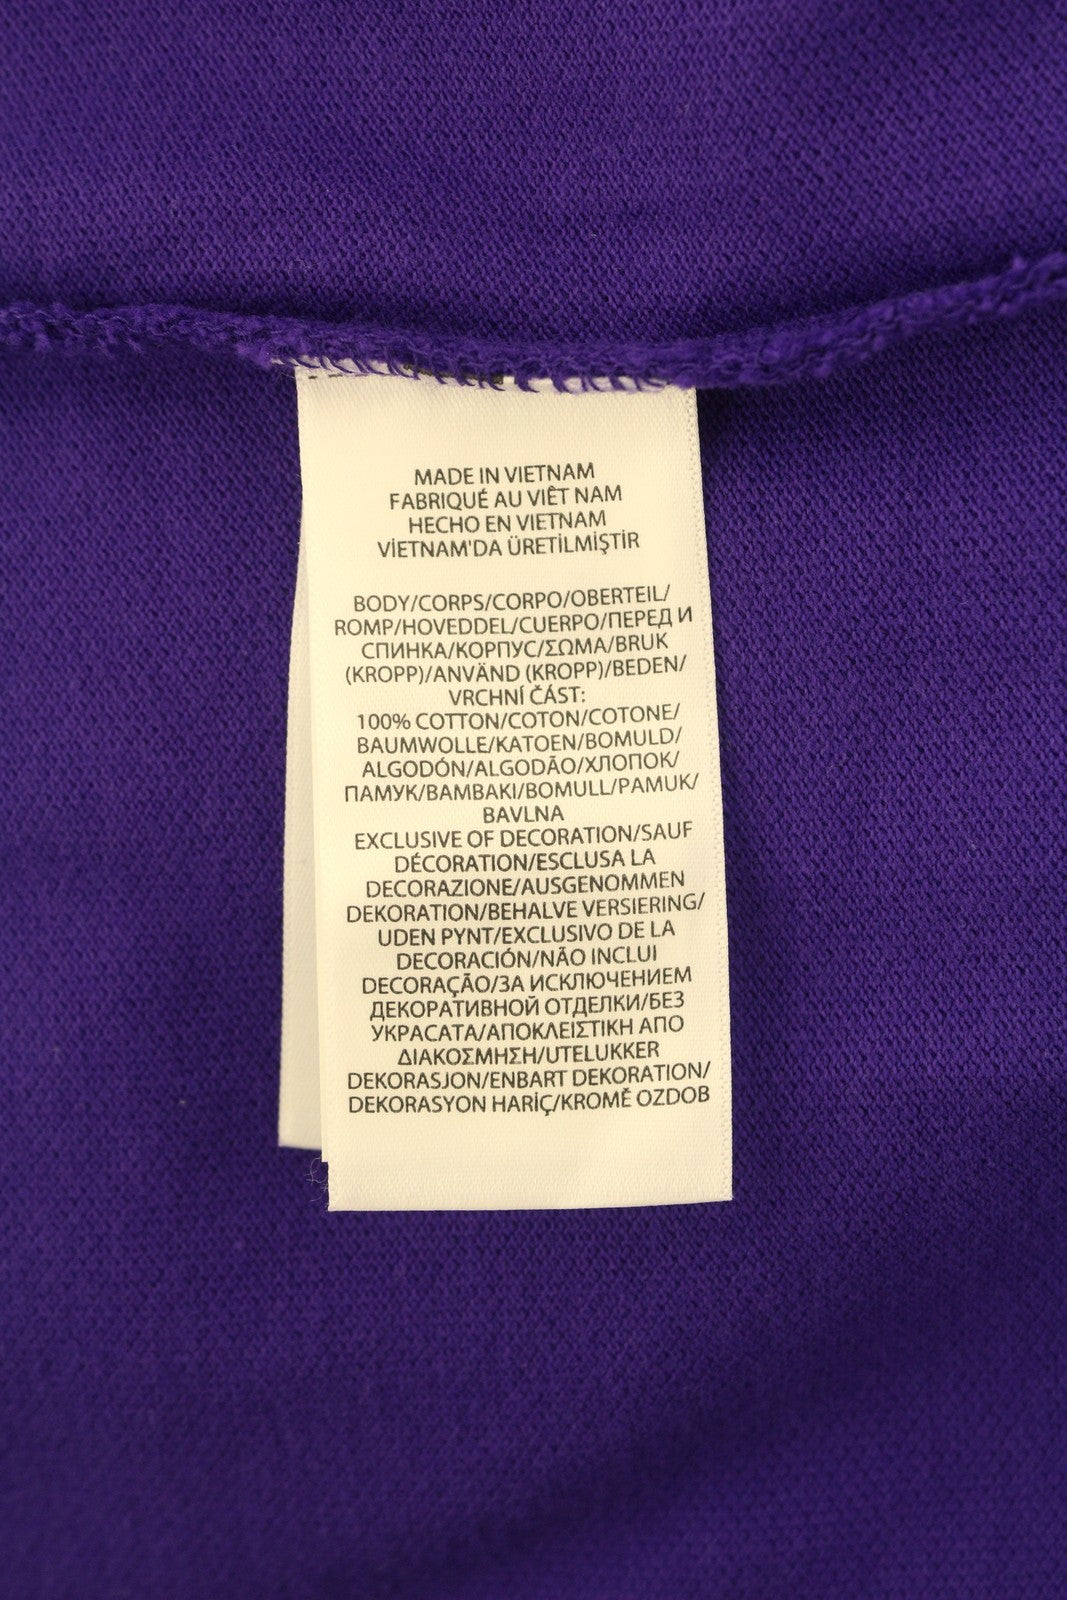 MADE IN VIETNAM
FABRIQUÉ AU VIÊT NAM
HECHO EN VIETNAM
VİETNAM'DA ÜRETİLMİŞTİR
BODY/CORPS/CORPO/OBERTEIL/
ROMP/HOVEDDEL/CUERPO/ПЕРЕД И
СПИНКА/КОРПУС/ΣΩΜΑ/BRUK
(KROPP)/ANVÄND (KROPP)/BEDEN/
VRCHNÍ ČÁST:
100% COTTON/COTON/COTONE/
BAUMWOLLE/KATOEN/BOMULD/
ALGODÓN/ALGODÃO/ХЛОПОК/
ПАМУК/ΒΑΜΒΑΚΙ/BOMULL/PAMUK/
BAVLNA
EXCLUSIVE OF DECORATION/SAUF
DÉCORATION/ESCLUSA LA
DECORAZIONE/AUSGENOMMEN
DEKORATION/BEHALVE VERSIERING/
UDEN PYNT/EXCLUSIVO DE LA
DECORACIÓN/NÃO INCLUI
DECORAÇÃO/ЗА ИСКЛЮЧЕНИЕМ
ДЕКОРАТИВНОЙ ОТДЕЛКИ/БЕЗ
УКРАСАТА/ΑΠΟΚΛΕΙΣΤΙΚΗ ΑΠΟ
ΔΙΑΚΟΣΜΗΣΗ/UTELUKKER
DEKORASJON/ENBART DEKORATION/
DEKORASYON HARİÇ/KROMĚ OZDOB